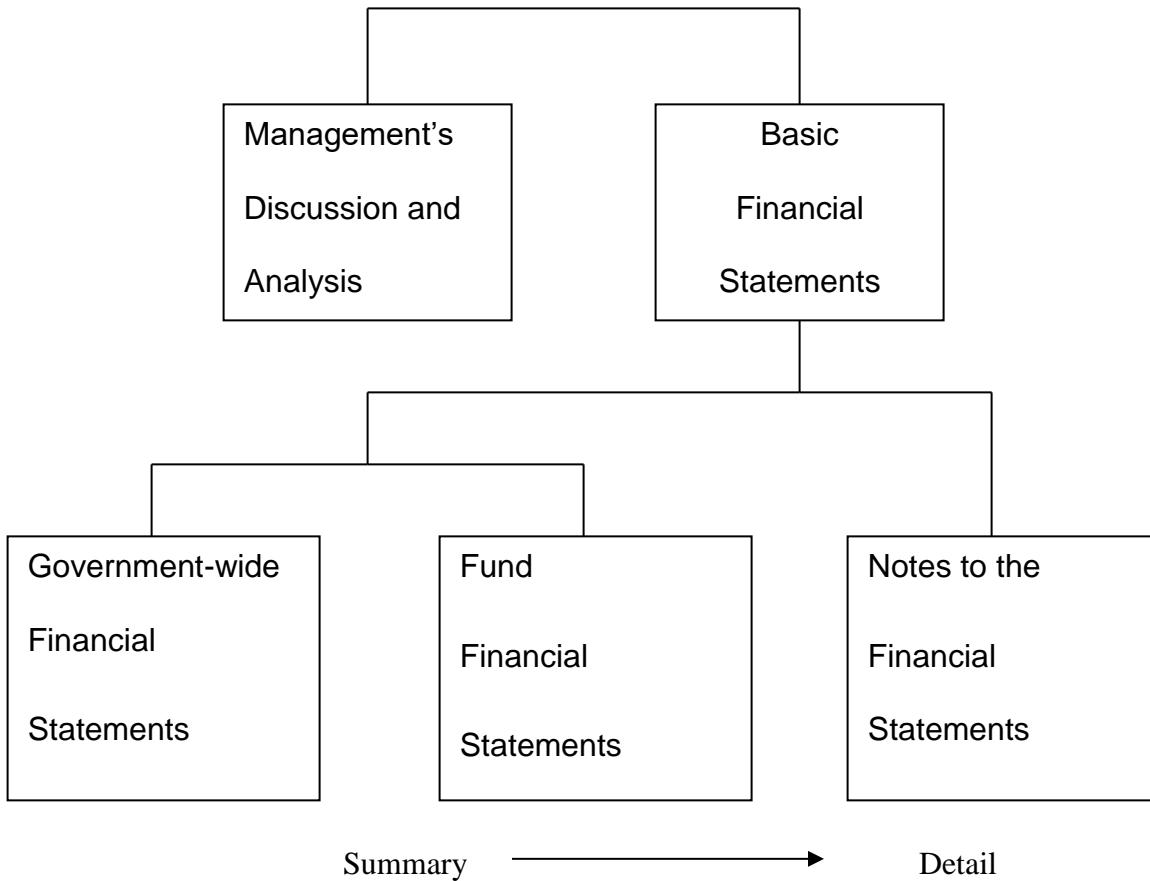 Management’s
Discussion and
Analysis
Basic
Financial
Statements
Government-wide
Financial
Statements
Fund
Financial
Statements
Notes to the
Financial
Statements
Summary
Detail